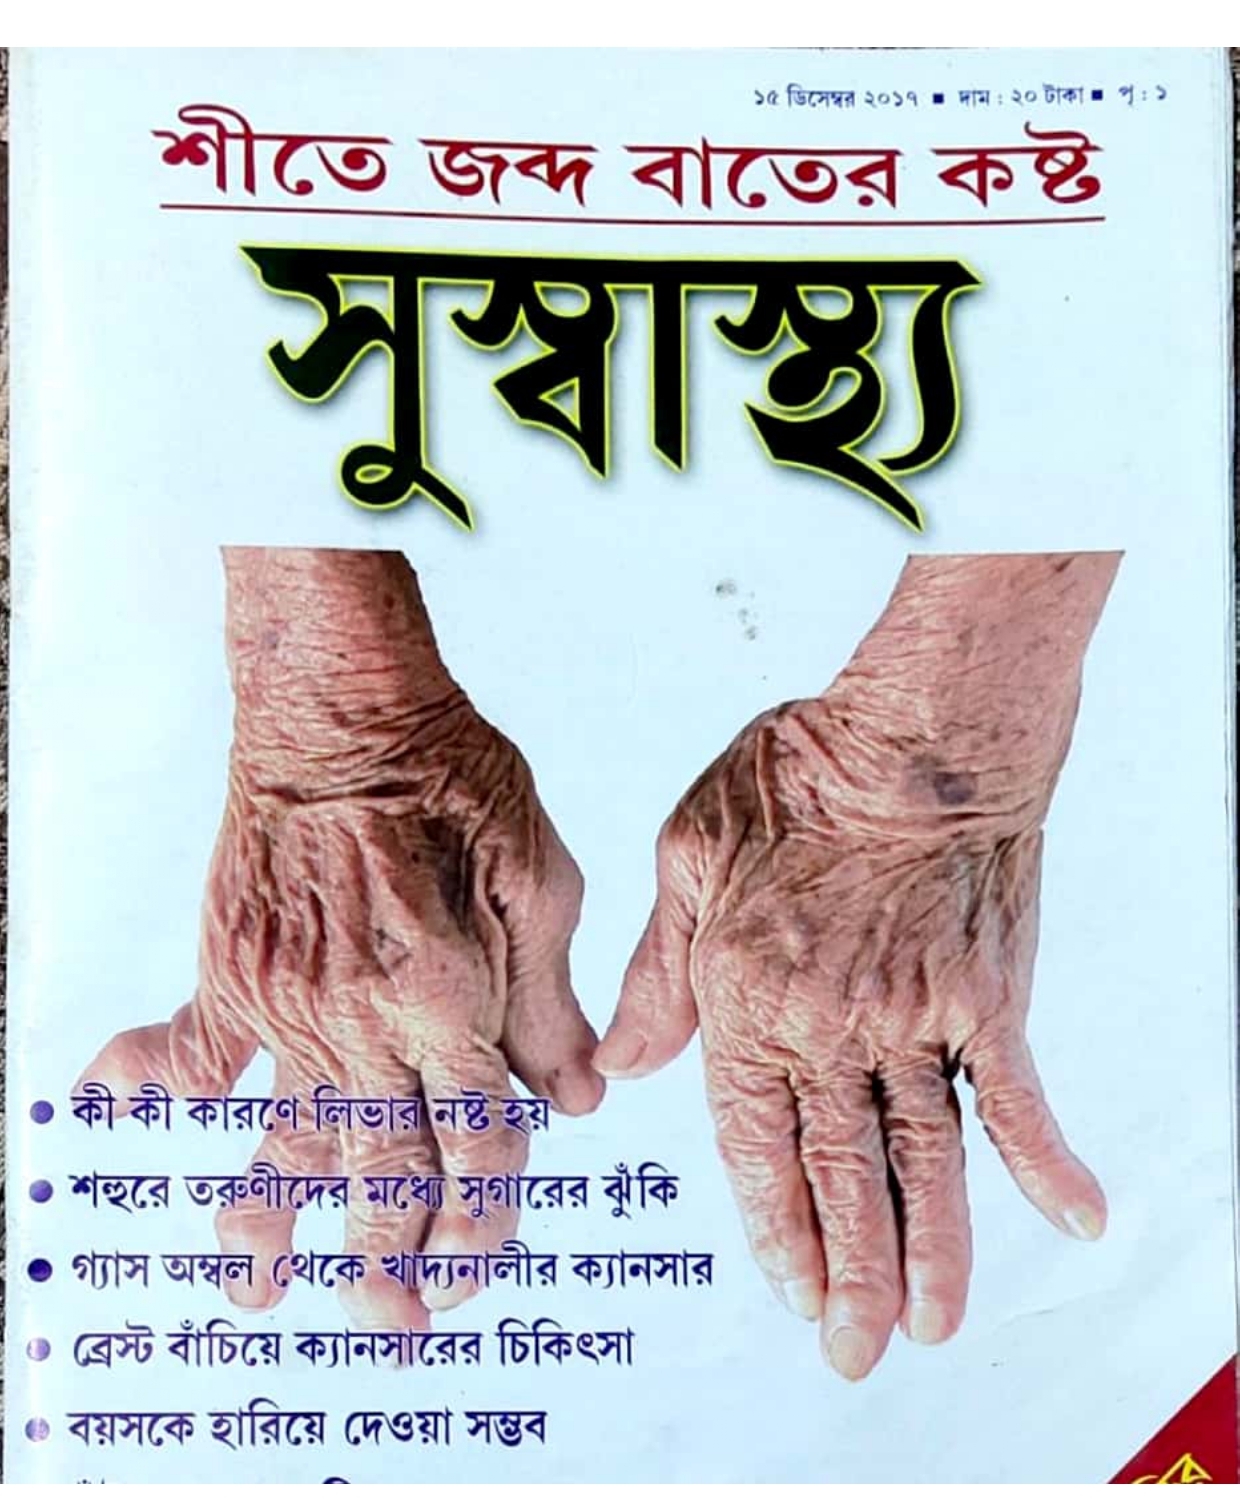 ১৫ ডিসেম্বর ২০১৭ ■ দাম : ২০ টাকা ■ পৃ : ১
শীতে জব্দ বাতের কষ্ট
সুস্বাস্থ্য
• কী কী কারণে লিভার নষ্ট হয়
• শহুরে তরুণীদের মধ্যে সুগারের ঝুঁকি
• গ্যাস অম্বল থেকে খাদ্যনালীর ক্যানসার
• ব্রেস্ট বাঁচিয়ে ক্যানসারের চিকিৎসা
• বয়সকে হারিয়ে দেওয়া সম্ভব